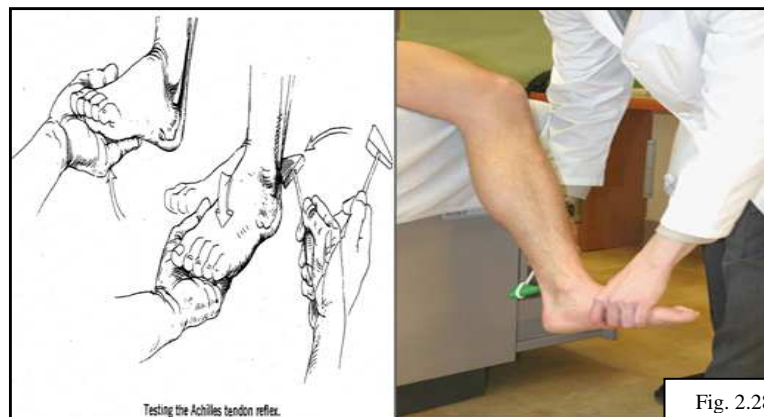 Testing the Achilles tendon reflex.
Fig. 2.28